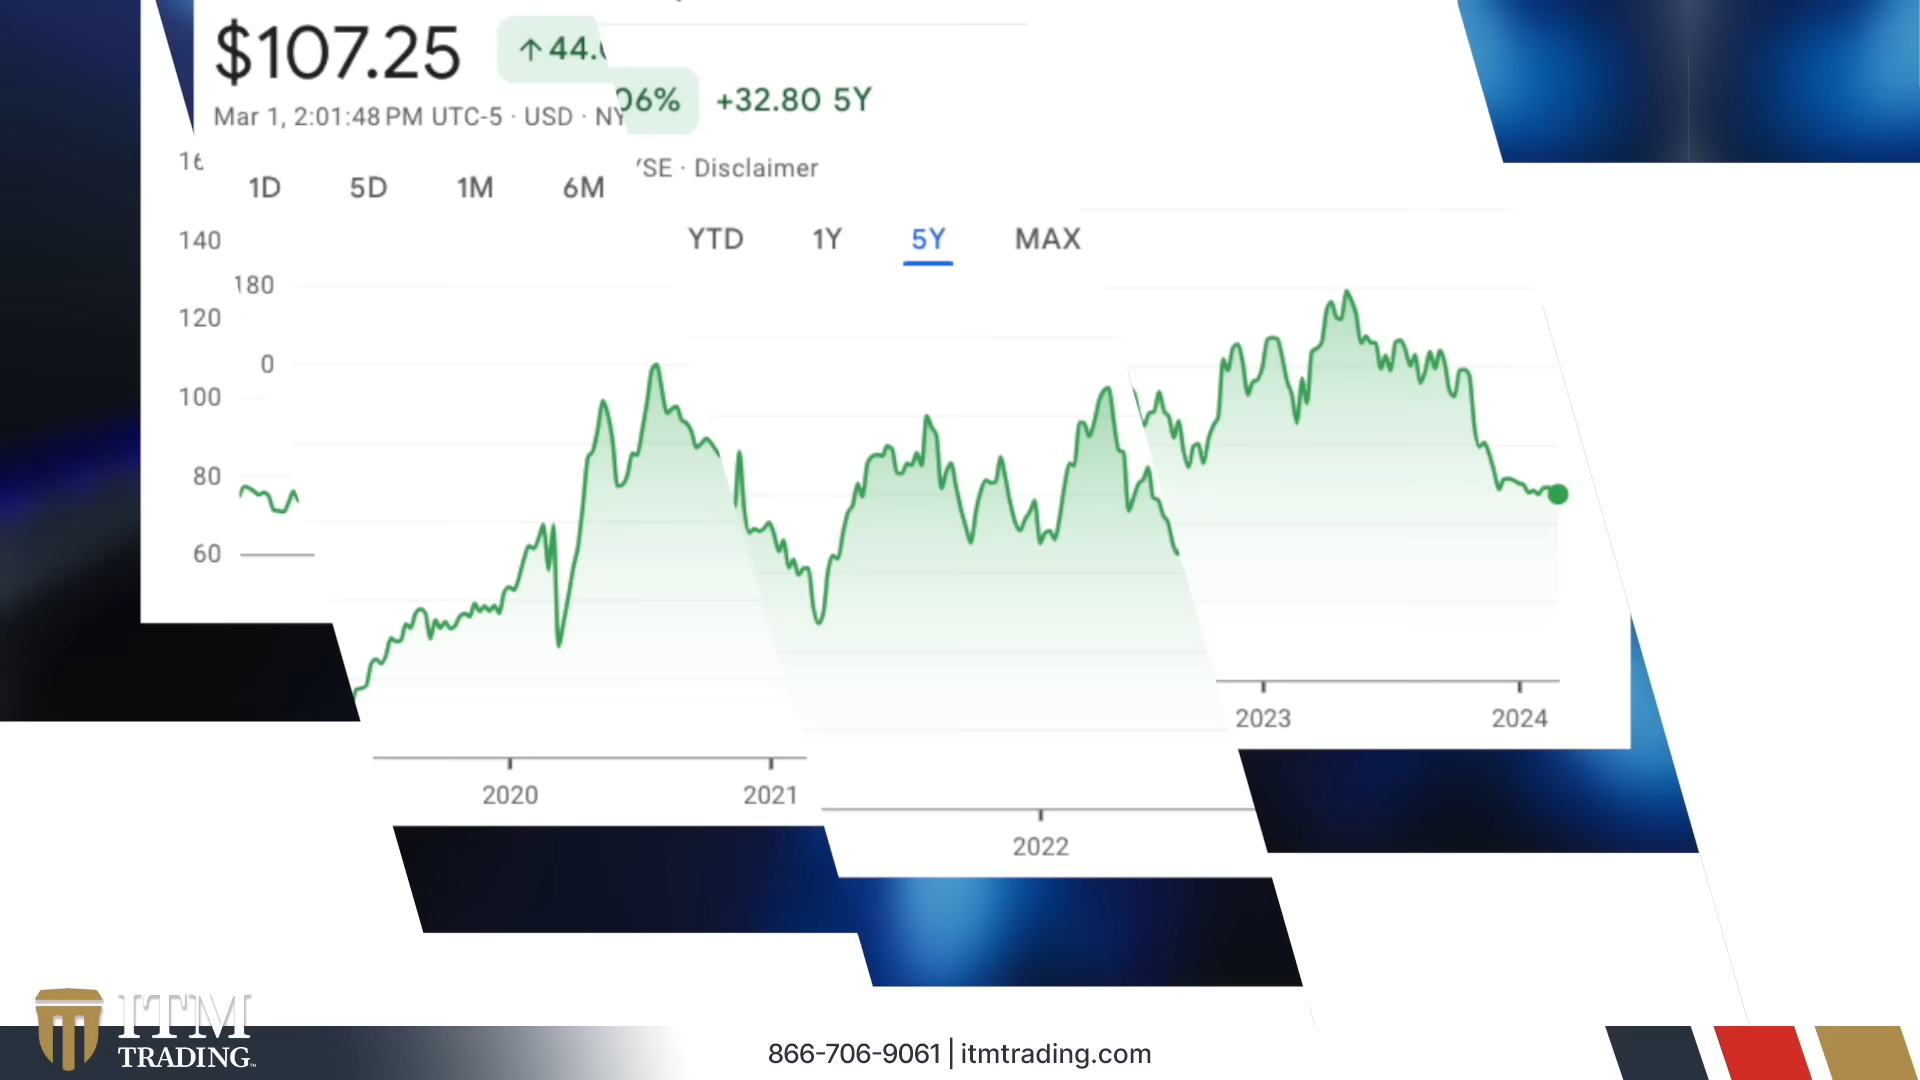 $107.25 ↑ 44.
06% +32.80 5Y
Mar 1, 2:01:48 PM UTC-5 · USD · NY
YSE · Disclaimer
1D 5D 1M 6M
YTD 1Y 5Y MAX
16
140
180
120
0
100
80
60
2020
2021
2022
2023
2024
ITM
TRADING
866-706-9061 | itmtrading.com